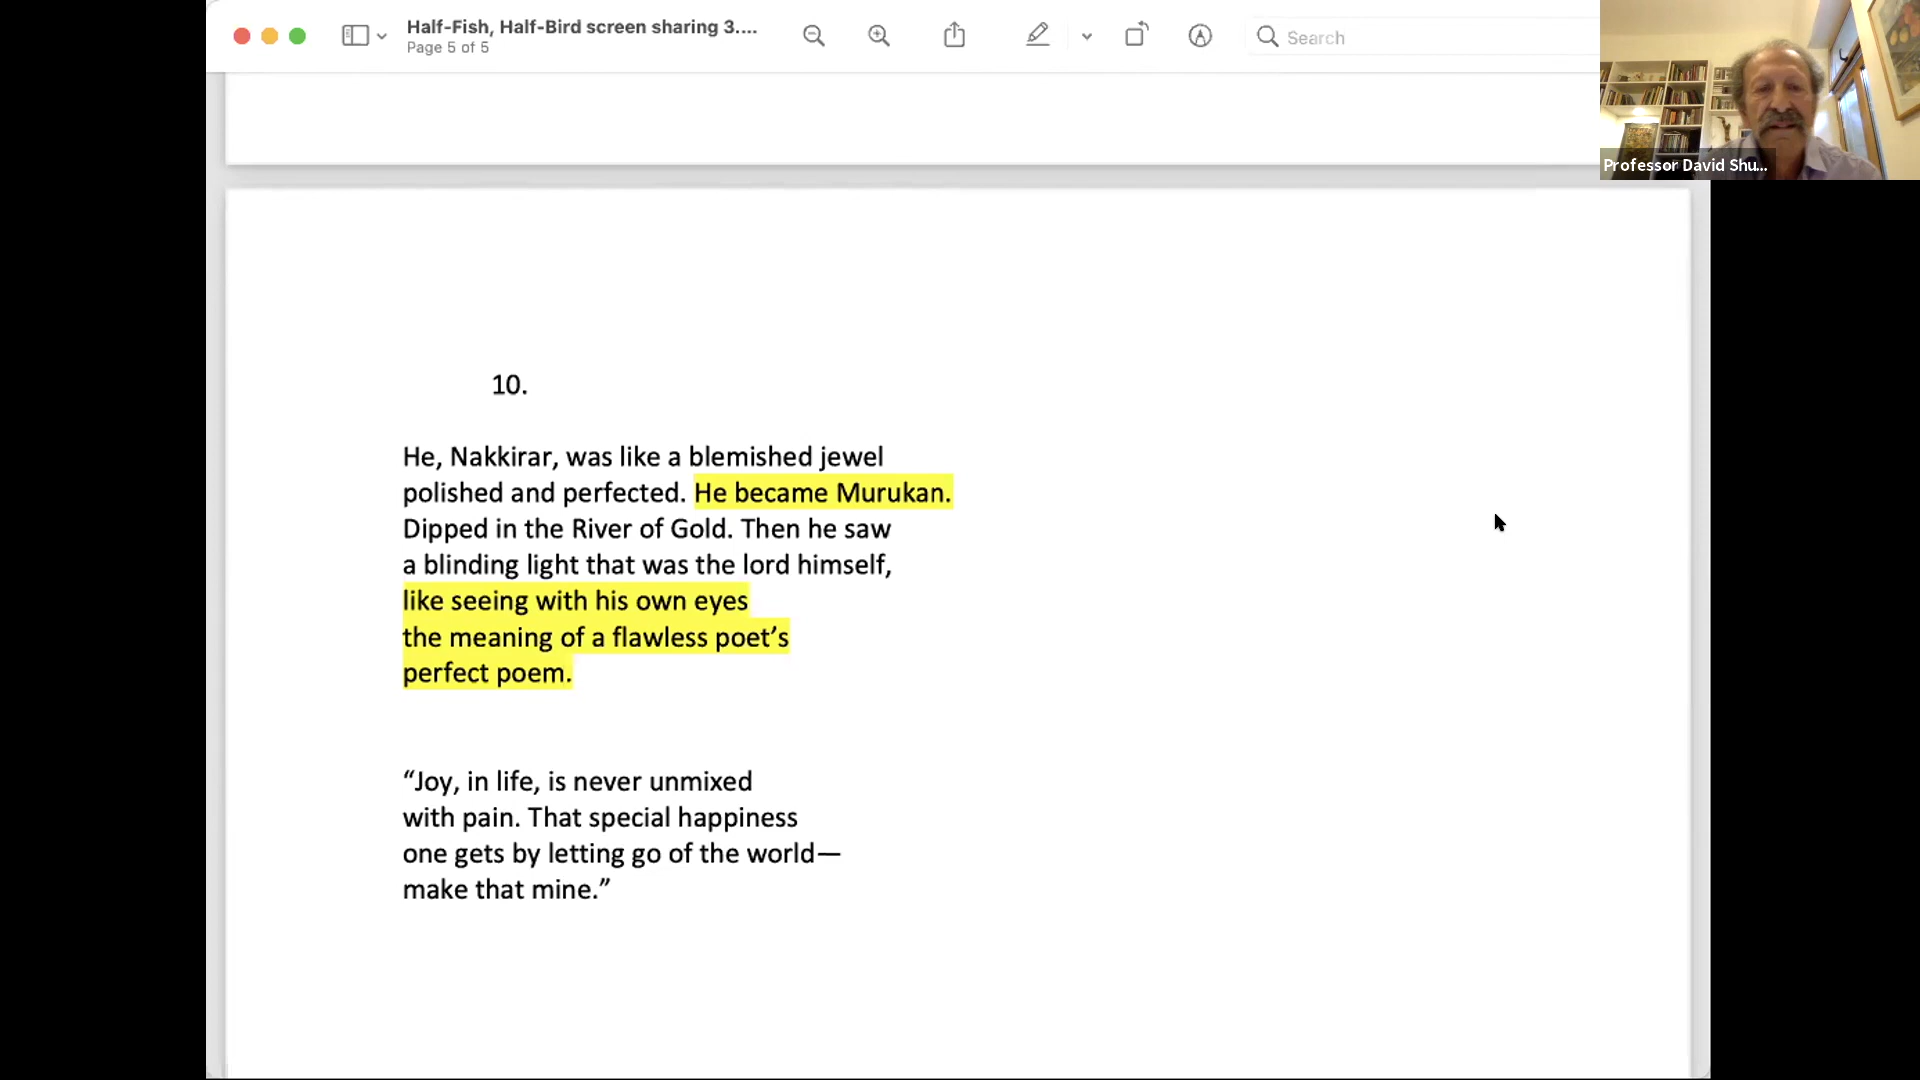 Half-Fish, Half-Bird screen sharing 3....
Page 5 of 5
Search
Professor David Shu...
10.
He, Nakkirar, was like a blemished jewel
polished and perfected. He became Murukan.
Dipped in the River of Gold. Then he saw
a blinding light that was the lord himself,
like seeing with his own eyes
the meaning of a flawless poet’s
perfect poem.
“Joy, in life, is never unmixed
with pain. That special happiness
one gets by letting go of the world—
make that mine.”